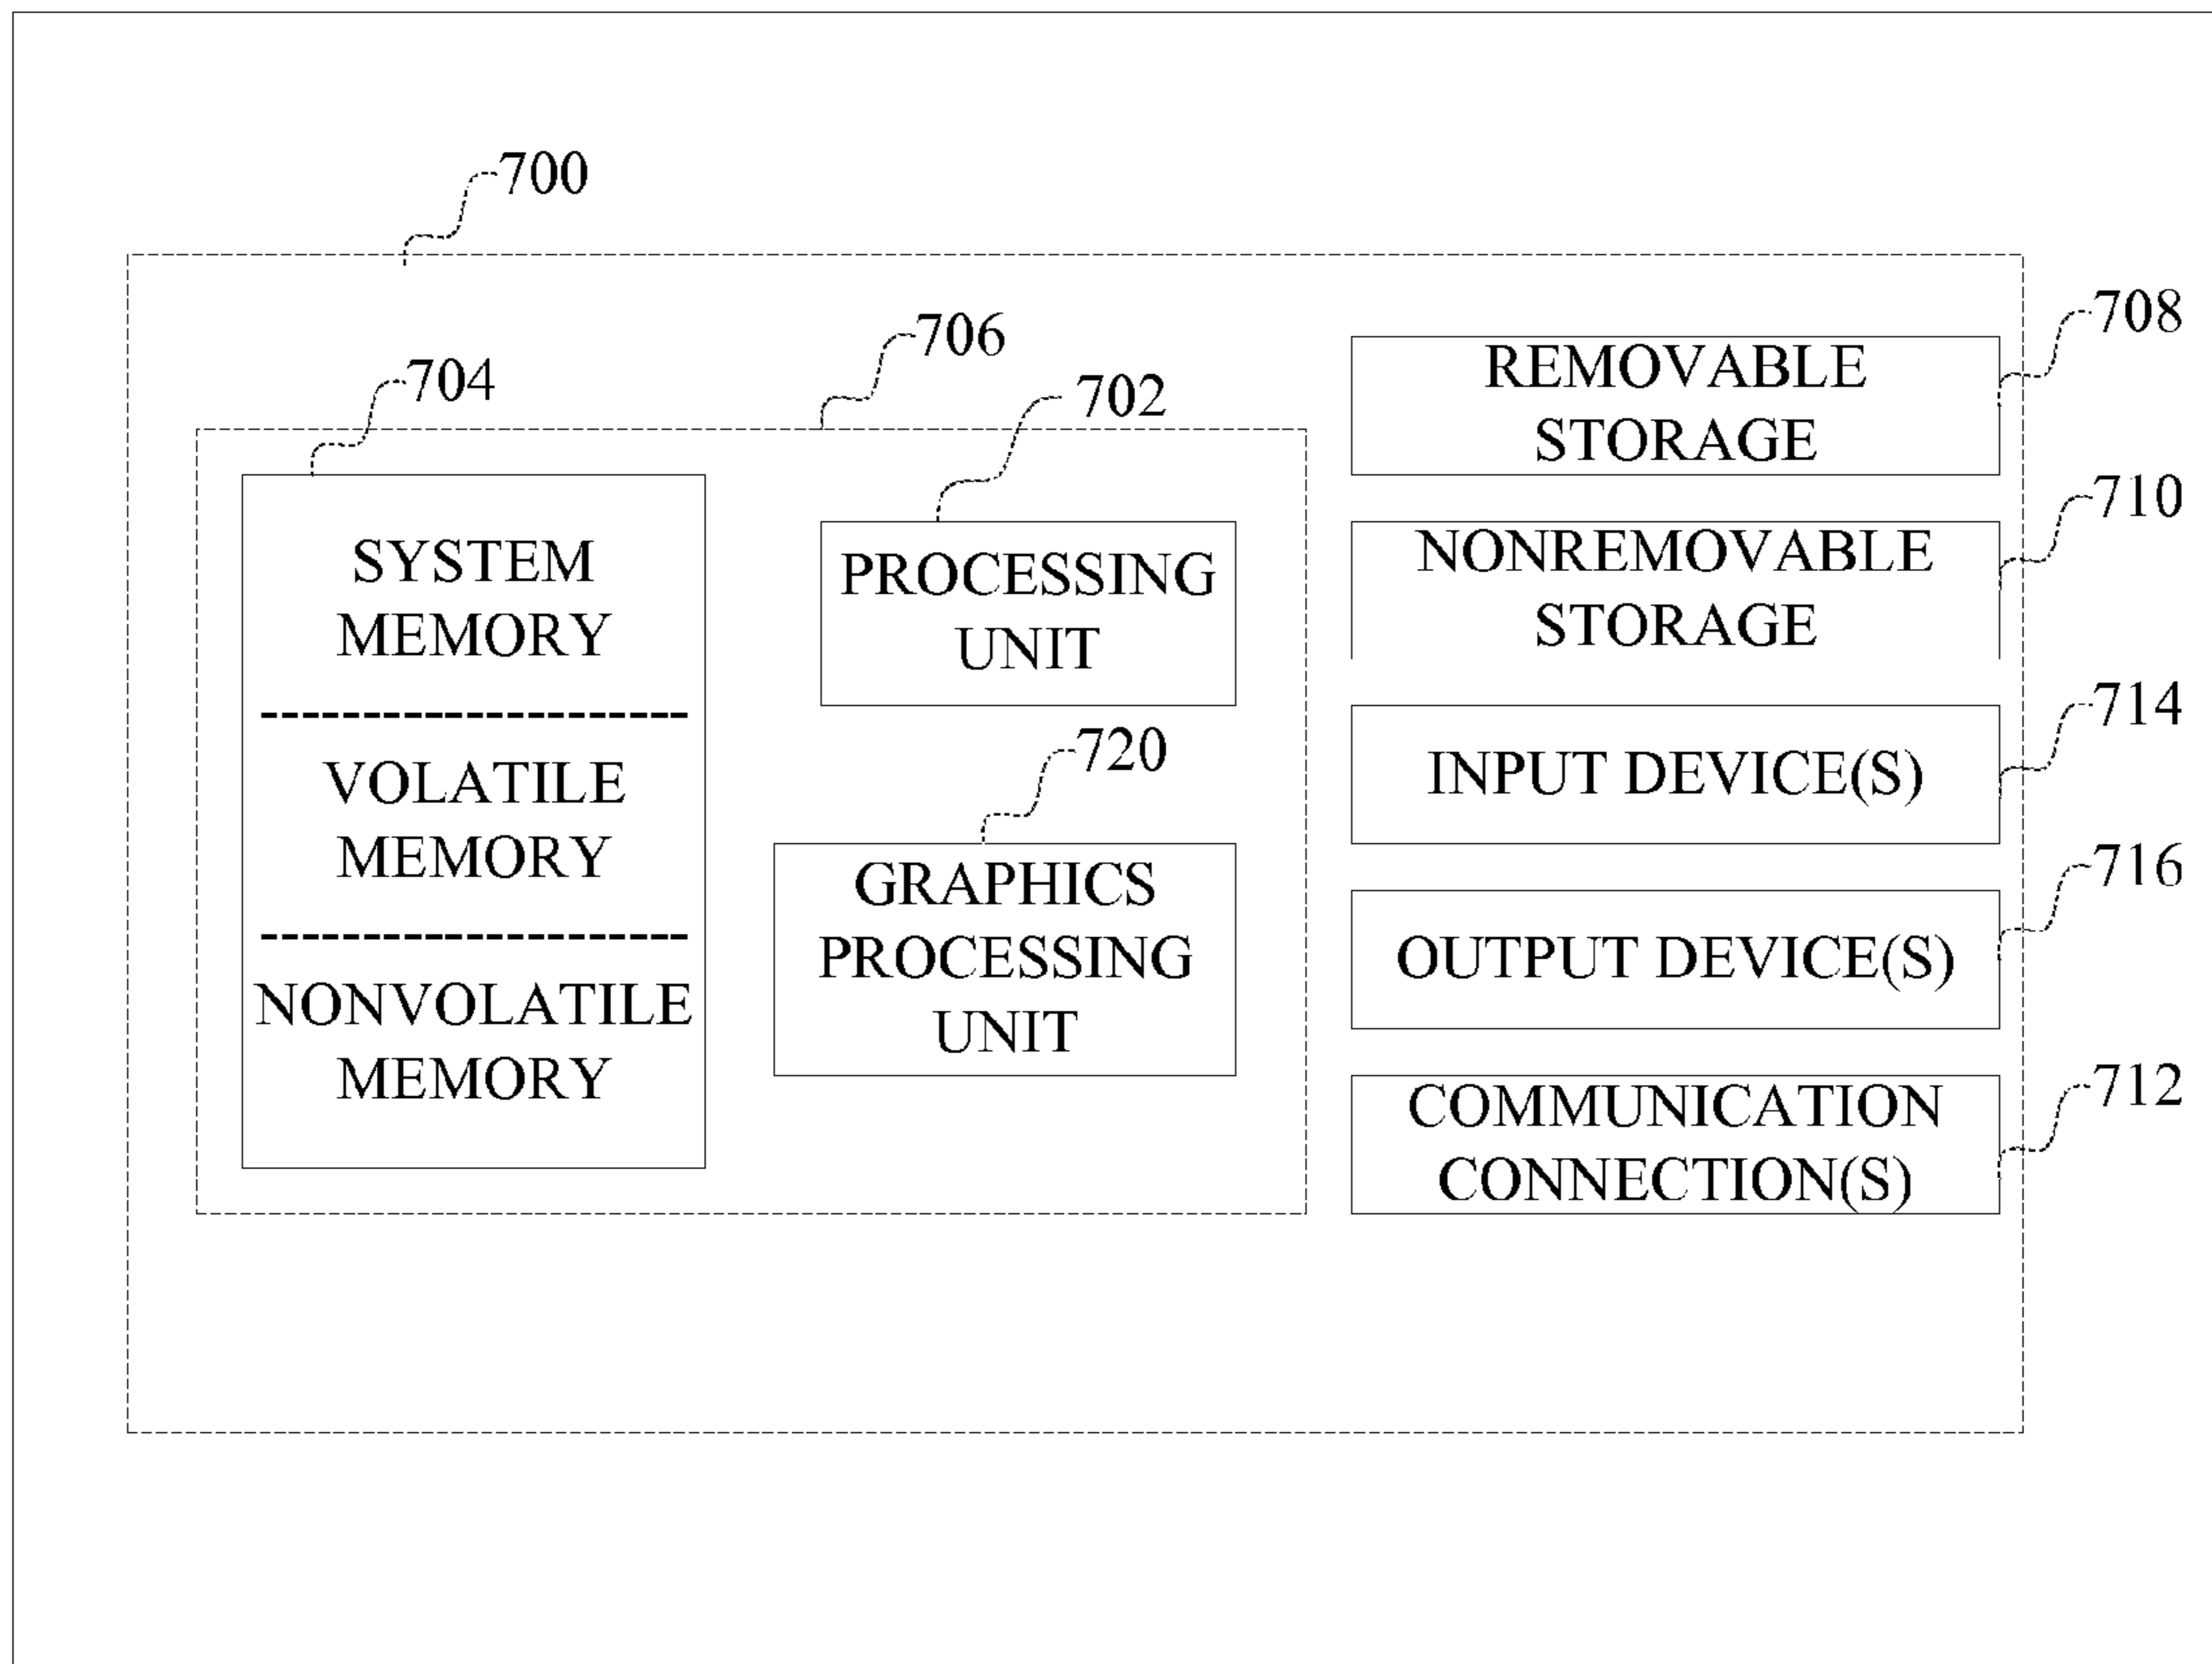 700
706
704
702
SYSTEM
MEMORY
VOLATILE
MEMORY
NONVOLATILE
MEMORY
PROCESSING
UNIT
720
GRAPHICS
PROCESSING
UNIT
708
REMOVABLE
STORAGE
710
NONREMOVABLE
STORAGE
714
INPUT DEVICE(S)
716
OUTPUT DEVICE(S)
712
COMMUNICATION
CONNECTION(S)